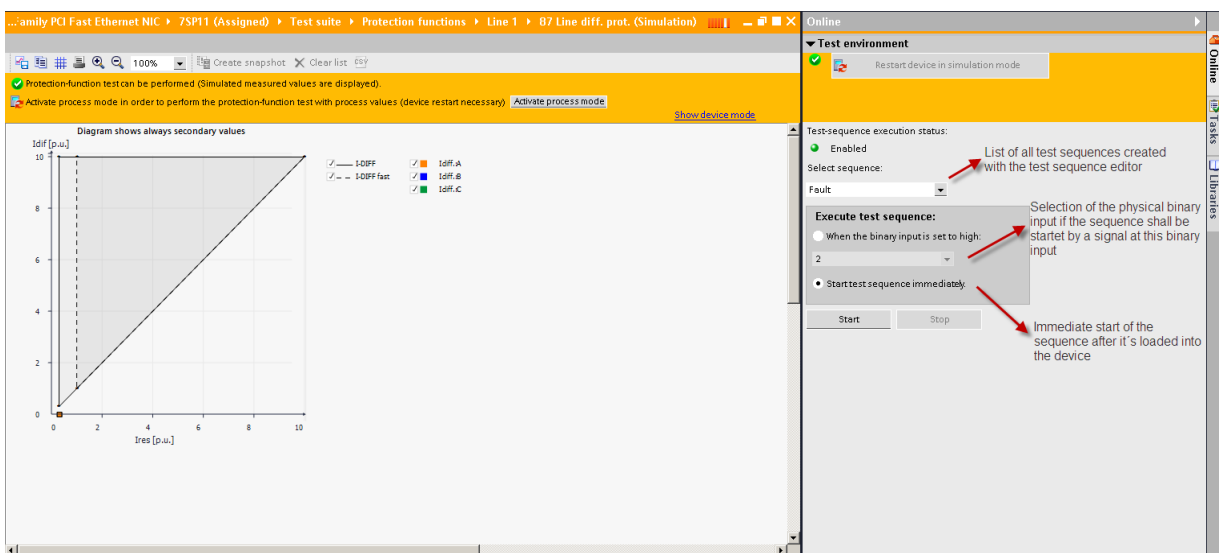 ...amily PCI Fast Ethernet NIC ▸ 7SP11 (Assigned) ▸ Test suite ▸ Protection functions ▸ Line 1 ▸ 87 Line diff. prot. (Simulation)
100%
Create snapshot
Clear list
CSV
Protection-function test can be performed (Simulated measured values are displayed).
Activate process mode in order to perform the protection-function test with process values (device restart necessary)
Activate process mode
Show device mode
Diagram shows always secondary values
Idif [p.u.]
10
8
6
4
2
0
0 2 4 6 8 10
Ires [p.u.]
I-DIFF
I-DIFF fast
Idiff.:A
Idiff.:B
Idiff.:C
Online
Test environment
Restart device in simulation mode
Test-sequence execution status:
Enabled
Select sequence:
Fault
Execute test sequence:
When the binary input is set to high:
2
Start test sequence immediately.
Start
Stop
List of all test sequences created
with the test sequence editor
Selection of the physical binary
input if the sequence shall be
startet by a signal at this binary
input
Immediate start of the
sequence after it´s loaded into
the device
Online
Tasks
Libraries